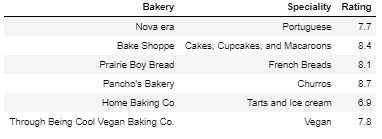 Bakery Speciality Rating
Nova era Portuguese 7.7
Bake Shoppe Cakes, Cupcakes, and Macaroons 8.4
Prairie Boy Bread French Breads 8.1
Pancho's Bakery Churros 8.7
Home Baking Co Tarts and Ice cream 6.9
Through Being Cool Vegan Baking Co. Vegan 7.8